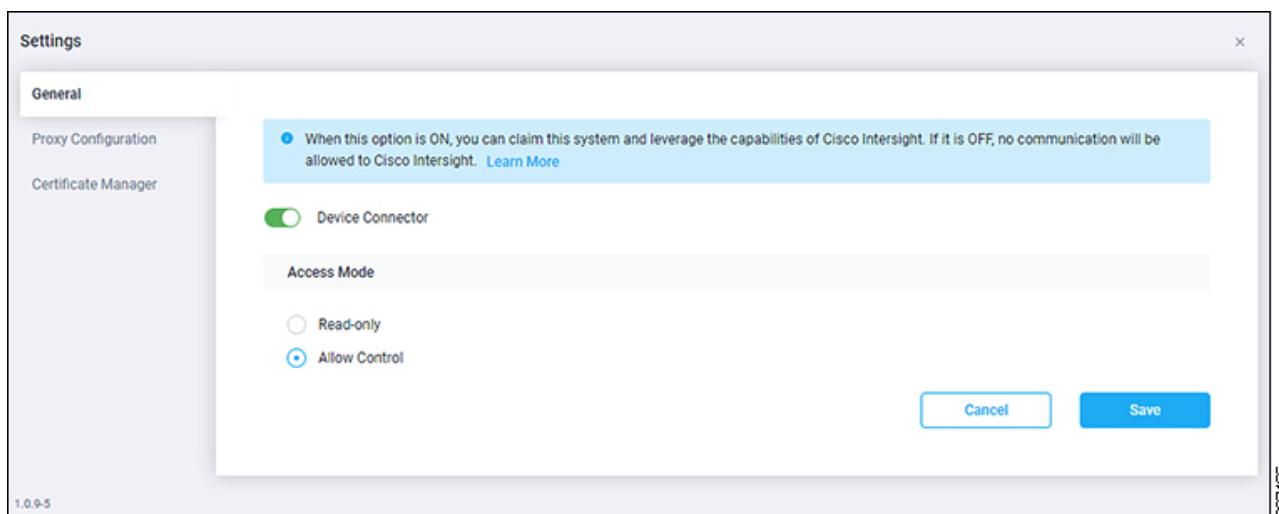 Settings
×
General
Proxy Configuration
Certificate Manager
When this option is ON, you can claim this system and leverage the capabilities of Cisco Intersight. If it is OFF, no communication will be
allowed to Cisco Intersight. Learn More
Device Connector
Access Mode
Read-only
Allow Control
Cancel
Save
1.0.9-5